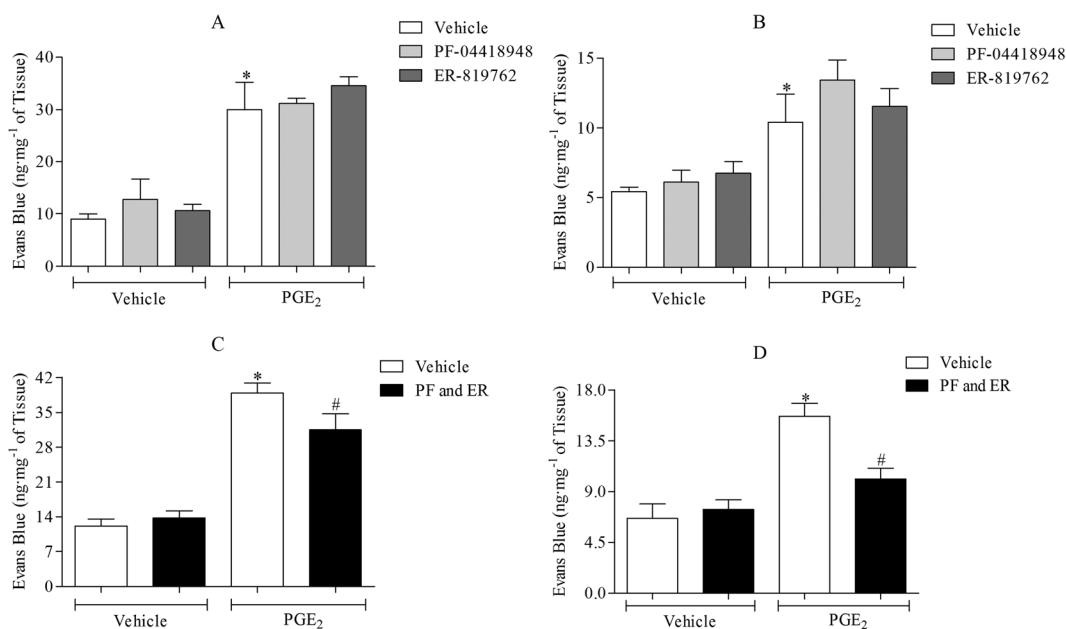 A
Vehicle
PF-04418948
ER-819762
Evans Blue (ng·mg⁻¹ of Tissue)
40
30
20
10
0
*
Vehicle
PGE₂
B
Vehicle
PF-04418948
ER-819762
Evans Blue (ng·mg⁻¹ of Tissue)
15
10
5
0
*
Vehicle
PGE₂
C
Vehicle
PF and ER
Evans Blue (ng·mg⁻¹ of Tissue)
42
35
28
21
14
7
0
*
#
Vehicle
PGE₂
D
Vehicle
PF and ER
Evans Blue (ng·mg⁻¹ of Tissue)
18.0
13.5
9.0
4.5
0.0
*
#
Vehicle
PGE₂